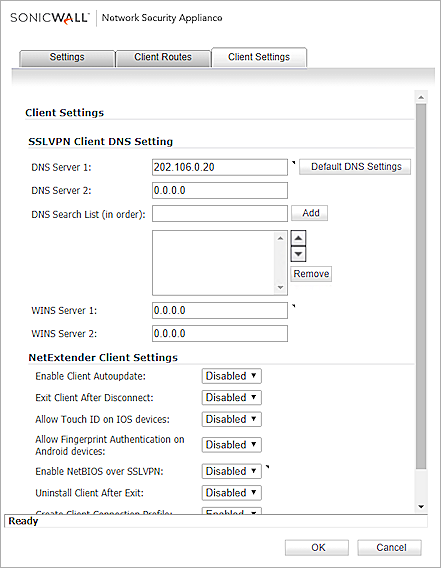 SONICWALL | Network Security Appliance
Settings Client Routes Client Settings
Client Settings
SSLVPN Client DNS Setting
DNS Server 1: 202.106.0.20 Default DNS Settings
DNS Server 2: 0.0.0.0
DNS Search List (in order): Add
Remove
WINS Server 1: 0.0.0.0
WINS Server 2: 0.0.0.0
NetExtender Client Settings
Enable Client Autoupdate: Disabled
Exit Client After Disconnect: Disabled
Allow Touch ID on IOS devices: Disabled
Allow Fingerprint Authentication on
Android devices: Disabled
Enable NetBIOS over SSLVPN: Disabled
Uninstall Client After Exit: Disabled
Create Client Connection Profile: Enabled
Ready
OK Cancel